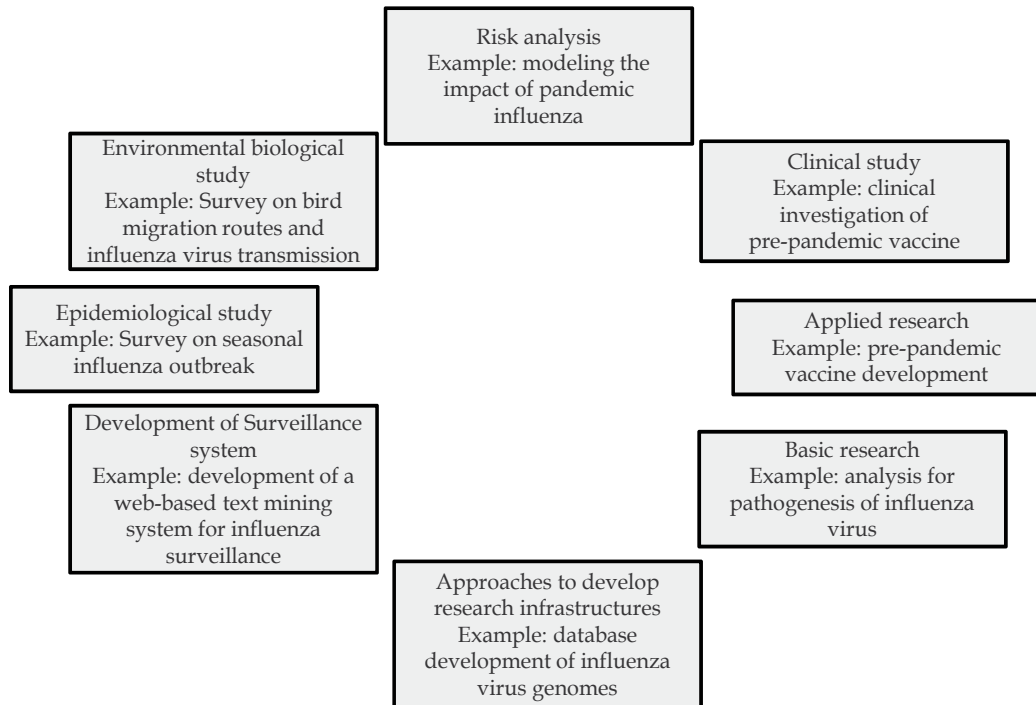 Risk analysis
Example: modeling the
impact of pandemic
influenza
Environmental biological
study
Example: Survey on bird
migration routes and
influenza virus transmission
Clinical study
Example: clinical
investigation of
pre-pandemic vaccine
Epidemiological study
Example: Survey on seasonal
influenza outbreak
Applied research
Example: pre-pandemic
vaccine development
Development of Surveillance
system
Example: development of a
web-based text mining
system for influenza
surveillance
Basic research
Example: analysis for
pathogenesis of influenza
virus
Approaches to develop
research infrastructures
Example: database
development of influenza
virus genomes